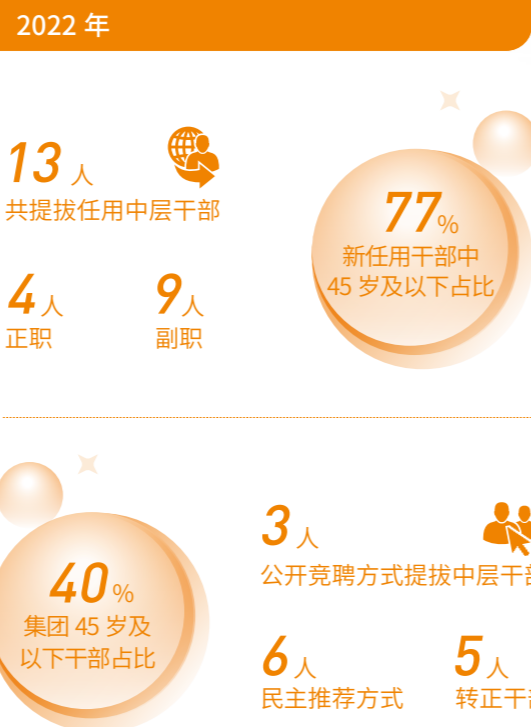 2022 年
13 人
共提拔任用中层干部
4 人
正职
9 人
副职
77%
新任用干部中
45 岁及以下占比
40 %
集团 45 岁及
以下干部占比
3 人
公开竞聘方式提拔中层干
6 人
民主推荐方式
5 人
转正干